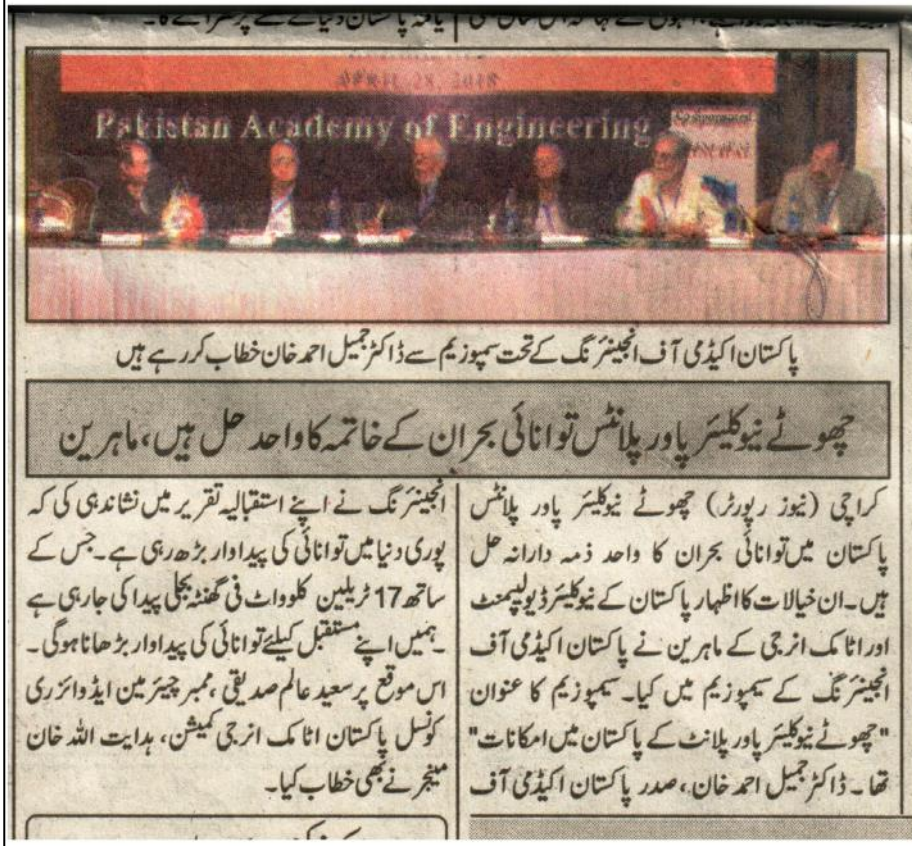 28, 2018
Pakistan Academy of Engineering
پاکستان اکیڈمی آف انجینئرنگ کے تحت سمپوزیم سے ڈاکٹر جمیل احمد خان خطاب کر رہے ہیں
چھوٹے نیوکلیئر پاور پلانٹس توانائی بحران کے خاتمہ کا واحد حل ہیں، ماہرین
کراچی (نیوز رپورٹر) چھوٹے نیوکلیئر پاور پلانٹس
پاکستان میں توانائی بحران کا واحد ذمہ دارانہ حل
ہیں۔ ان خیالات کا اظہار پاکستان کے نیوکلیئر ڈیولپمنٹ
اور اٹامک انرجی کے ماہرین نے پاکستان اکیڈمی آف
انجینئرنگ کے سیمپوزیم میں کیا۔ سیمپوزیم کا عنوان
"چھوٹے نیوکلیئر پاور پلانٹ کے پاکستان میں امکانات"
تھا۔ ڈاکٹر جمیل احمد خان، صدر پاکستان اکیڈمی آف
انجینئرنگ نے اپنے استقبالیہ تقریر میں نشاندہی کی کہ
پوری دنیا میں توانائی کی پیداوار بڑھ رہی ہے۔ جس کے
ساتھ 17 ٹریلین کلوواٹ فی گھنٹہ بجلی پیدا کی جارہی ہے
۔ہمیں اپنے مستقبل کیلئے توانائی کی پیداوار بڑھانا ہوگی۔
اس موقع پر سعید عالم صدیقی، ممبر چیئرمین ایڈوائزری
کونسل پاکستان اٹامک انرجی کمیشن، ہدایت اللہ خان
مینجر نے بھی خطاب کیا۔